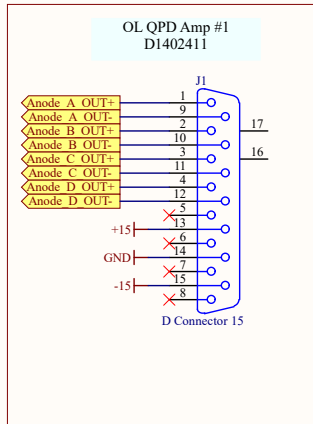 OL QPD Amp #1
D1402411
J1
Anode_A_OUT+ 1
Anode_A_OUT- 9
Anode_B_OUT+ 2
Anode_B_OUT- 10
Anode_C_OUT+ 3
Anode_C_OUT- 11
Anode_D_OUT+ 4
Anode_D_OUT- 12
17
16
5
+15 13
6
GND 14
7
-15 15
8
D Connector 15